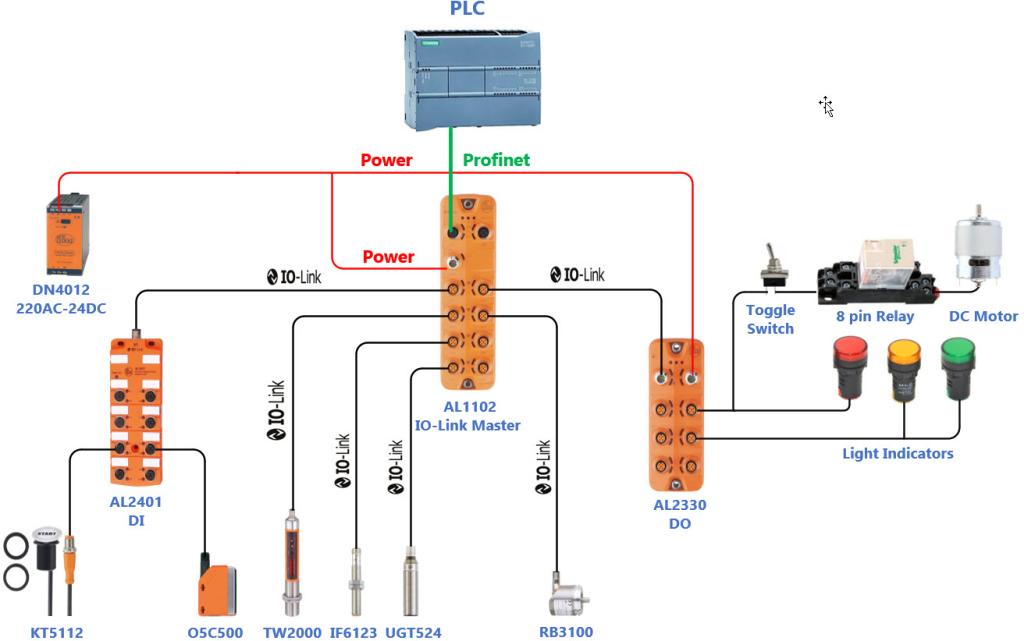 PLC
SIEMENS
Power
Profinet
Power
IO-Link
IO-Link
DN4012
220AC-24DC
Toggle
Switch
8 pin Relay
DC Motor
AL1102
IO-Link Master
IO-Link
IO-Link
IO-Link
IO-Link
Light Indicators
AL2401
DI
AL2330
DO
START
KT5112
O5C500
TW2000
IF6123
UGT524
RB3100